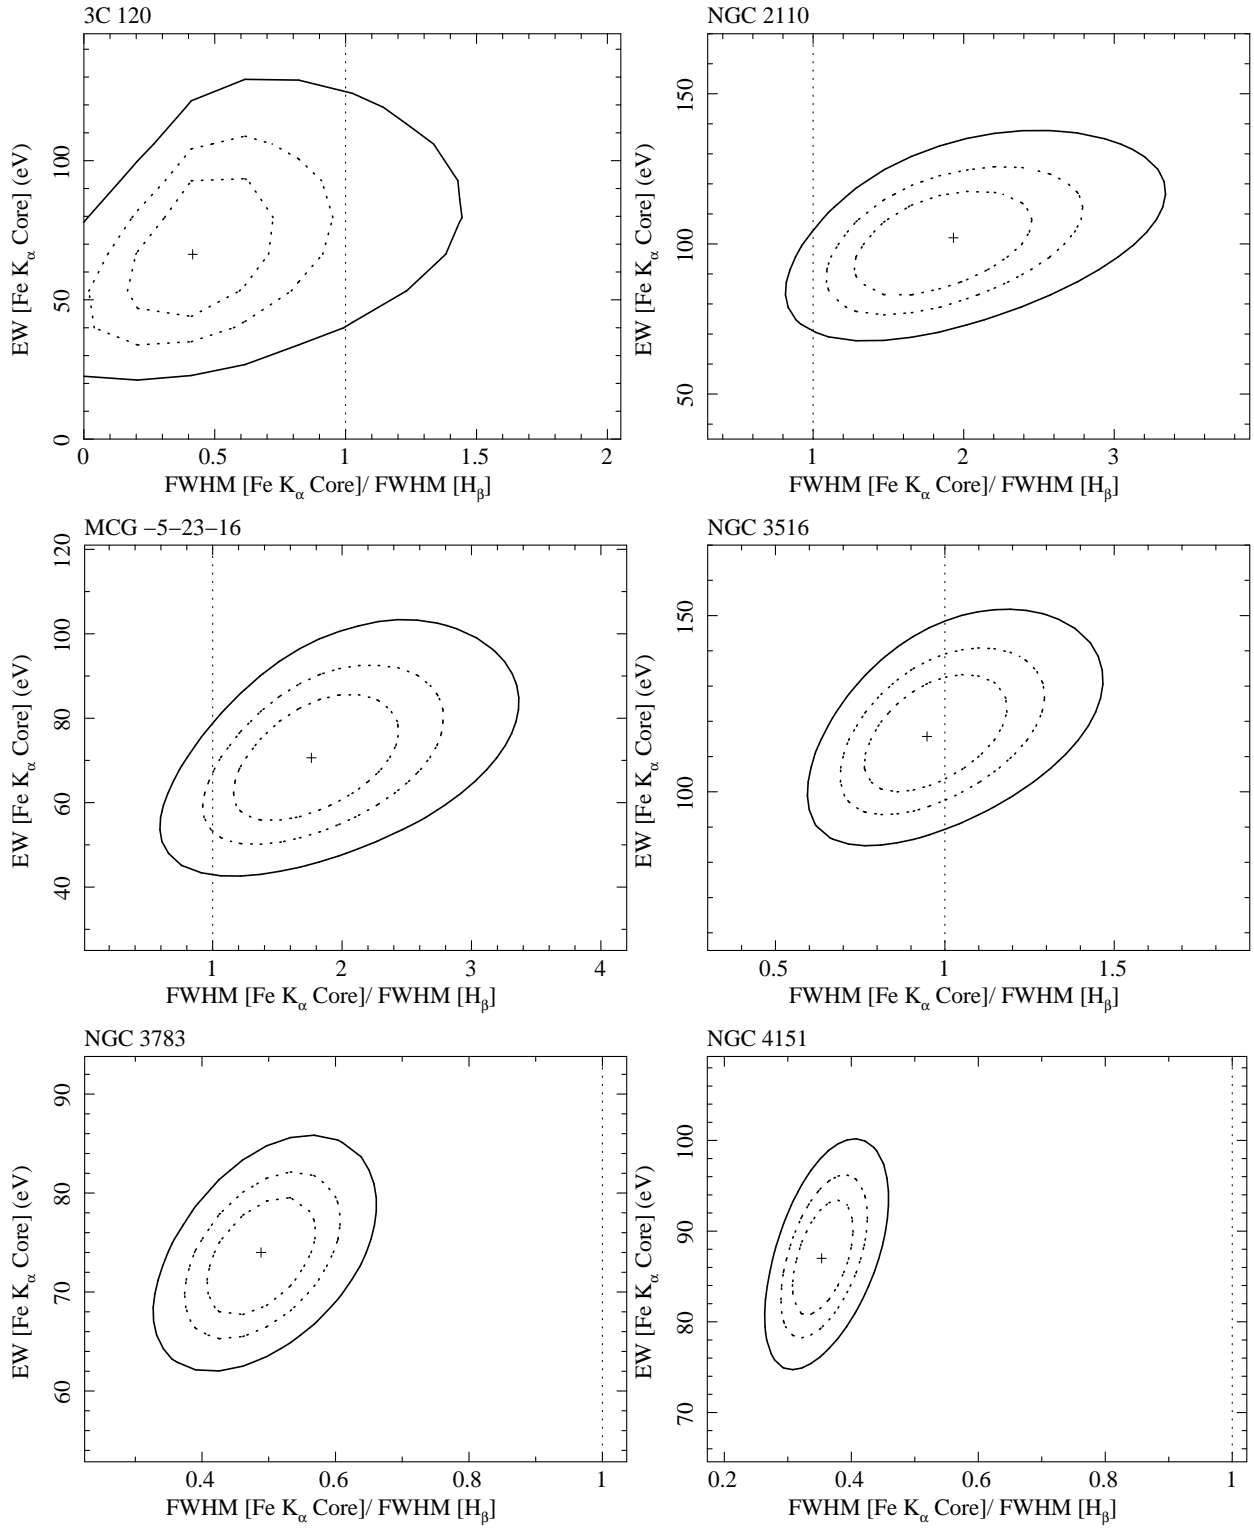 3C 120
EW [Fe Kα Core] (eV)
0 50 100
0 0.5 1 1.5 2
FWHM [Fe Kα Core]/ FWHM [Hβ]
NGC 2110
EW [Fe Kα Core] (eV)
50 100 150
1 2 3
FWHM [Fe Kα Core]/ FWHM [Hβ]
MCG −5−23−16
EW [Fe Kα Core] (eV)
40 60 80 100 120
1 2 3 4
FWHM [Fe Kα Core]/ FWHM [Hβ]
NGC 3516
EW [Fe Kα Core] (eV)
100 150
0.5 1 1.5
FWHM [Fe Kα Core]/ FWHM [Hβ]
NGC 3783
EW [Fe Kα Core] (eV)
60 70 80 90
0.4 0.6 0.8 1
FWHM [Fe Kα Core]/ FWHM [Hβ]
NGC 4151
EW [Fe Kα Core] (eV)
70 80 90 100
0.2 0.4 0.6 0.8 1
FWHM [Fe Kα Core]/ FWHM [Hβ]